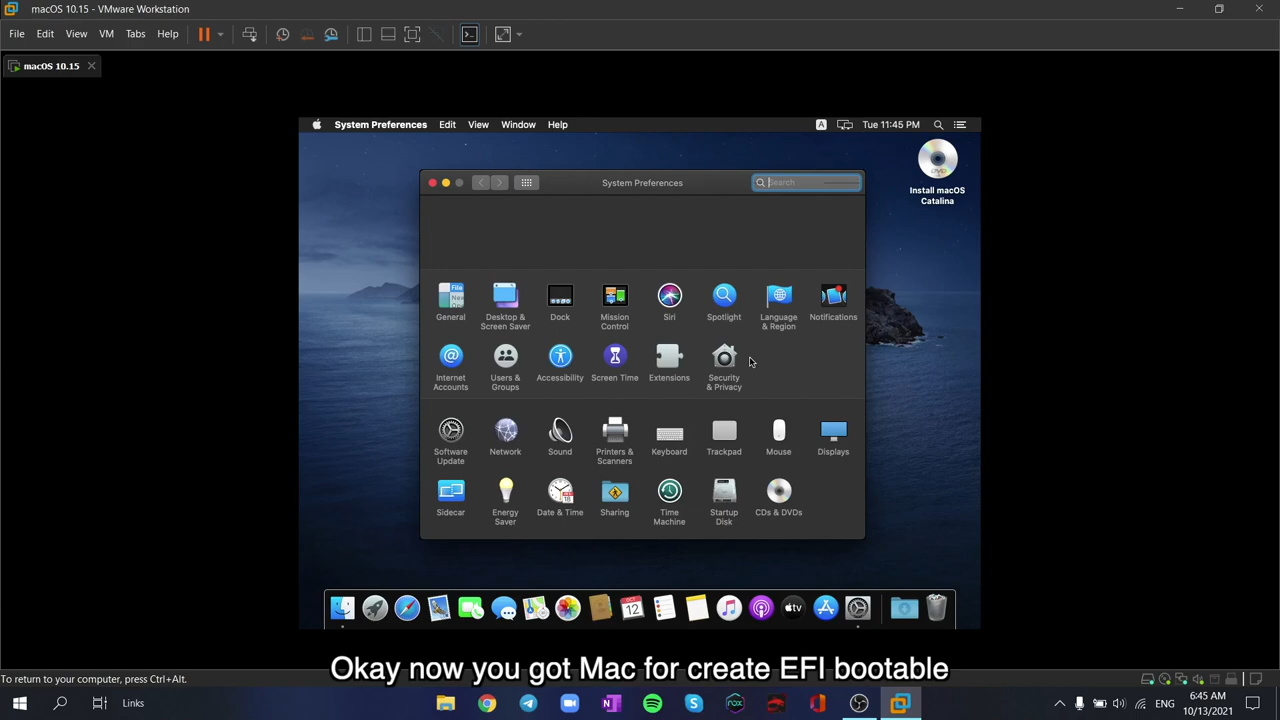 macOS 10.15 - VMware Workstation
File Edit View VM Tabs Help
macOS 10.15
System Preferences Edit View Window Help
A
Tue 11:45 PM
System Preferences
Search
DVD
Install macOS
Catalina
General
Desktop &
Screen Saver
Dock
Mission
Control
Siri
Spotlight
Language
& Region
Notifications
Internet
Accounts
Users &
Groups
Accessibility
Screen Time
Extensions
Security
& Privacy
Software
Update
Network
Sound
Printers &
Scanners
Keyboard
Trackpad
Mouse
Displays
Sidecar
Energy
Saver
Date & Time
Sharing
Time
Machine
Startup
Disk
CDs & DVDs
12
tv
Okay now you got Mac for create EFI bootable
To return to your computer, press Ctrl+Alt.
Links
nox
ENG
6:45 AM
10/13/2021